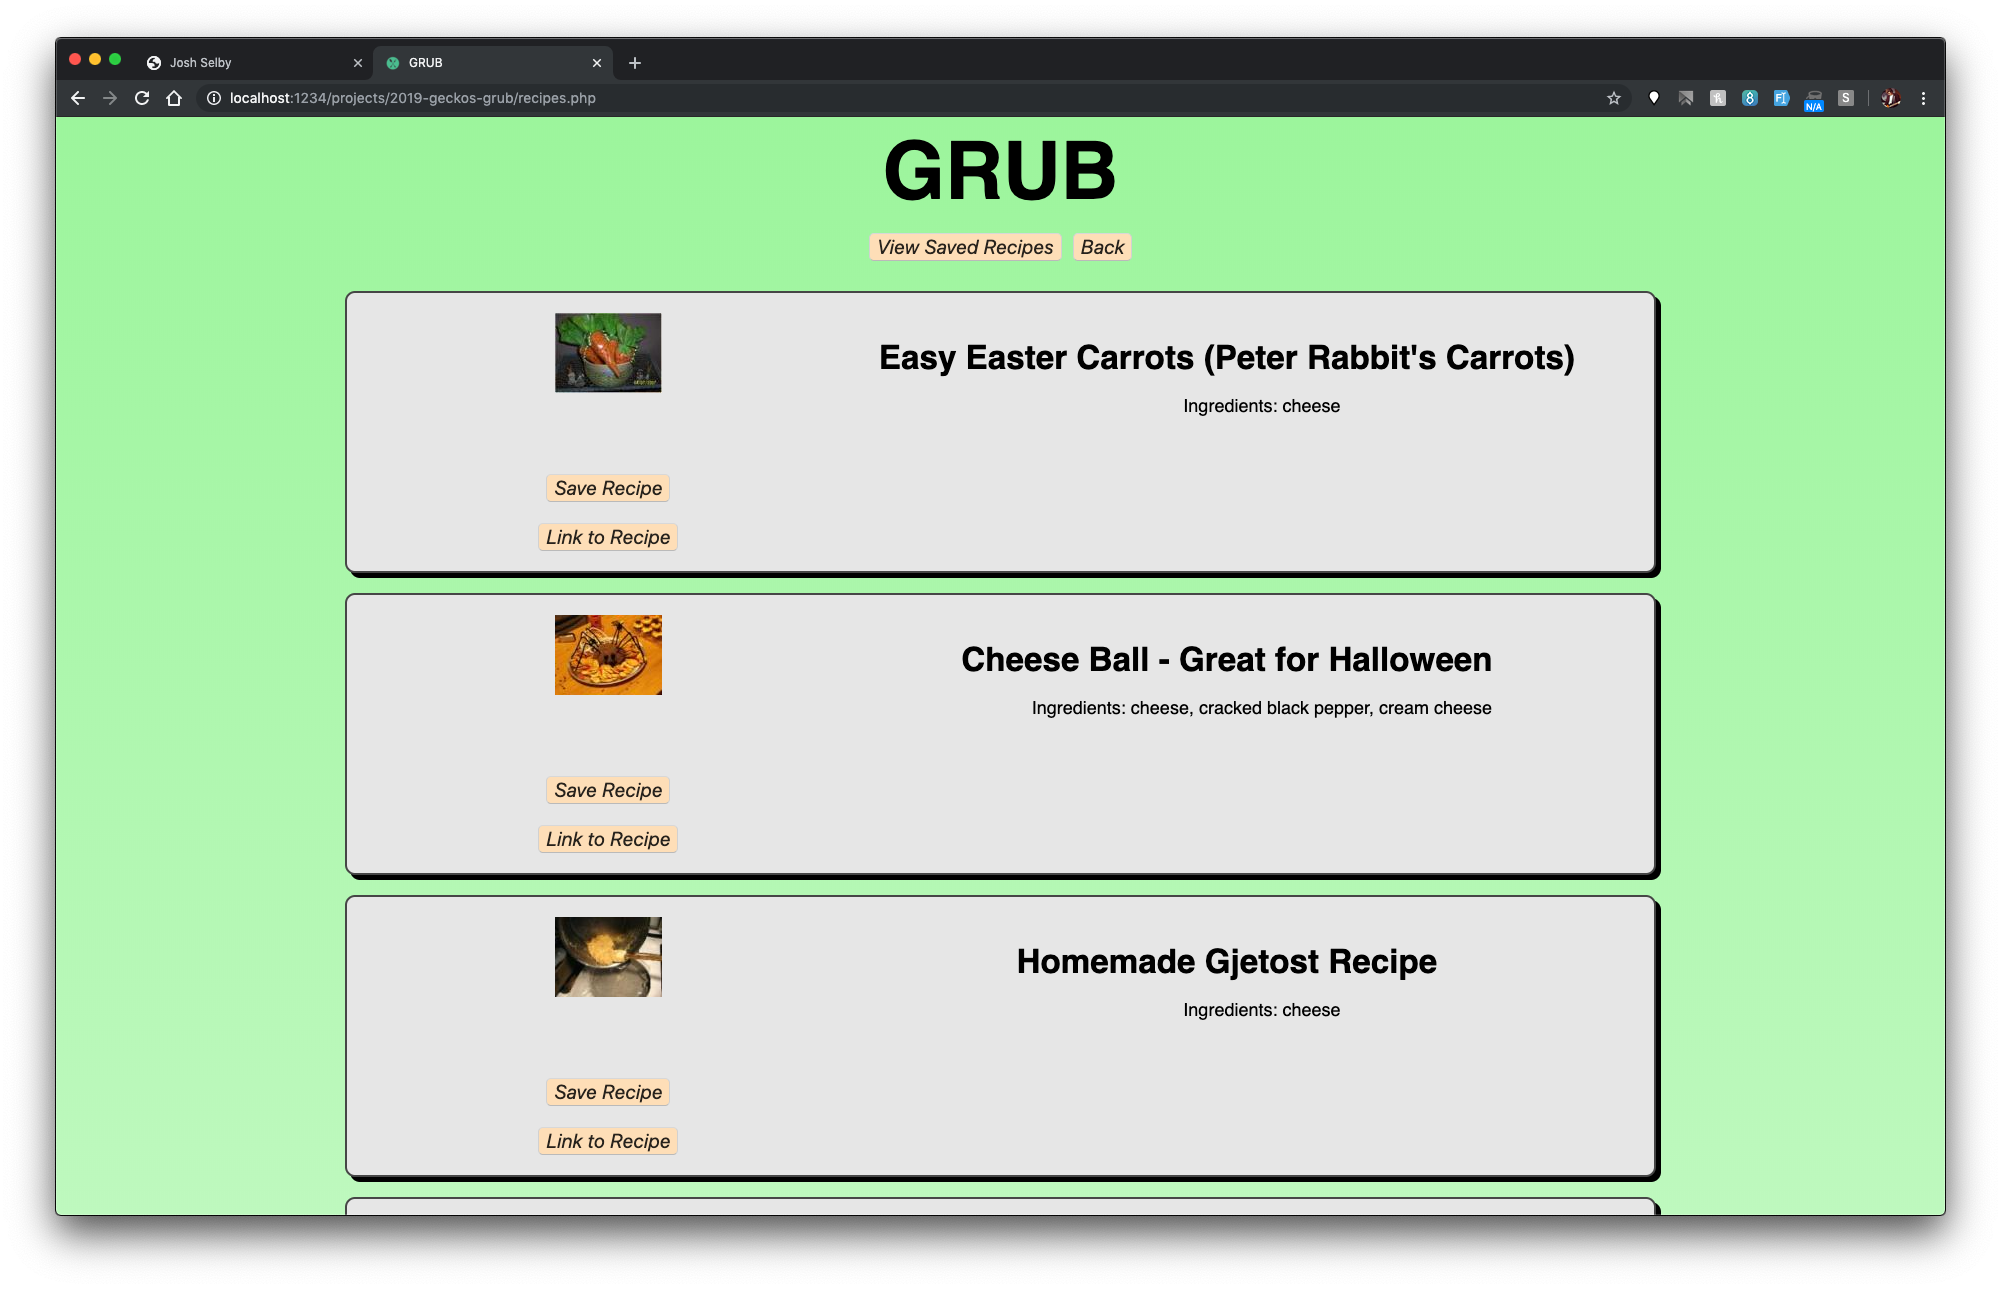 Josh Selby
GRUB
localhost:1234/projects/2019-geckos-grub/recipes.php
N/A
S
GRUB
View Saved Recipes Back
Easy Easter Carrots (Peter Rabbit's Carrots)
Ingredients: cheese
Save Recipe
Link to Recipe
Cheese Ball - Great for Halloween
Ingredients: cheese, cracked black pepper, cream cheese
Save Recipe
Link to Recipe
Homemade Gjetost Recipe
Ingredients: cheese
Save Recipe
Link to Recipe